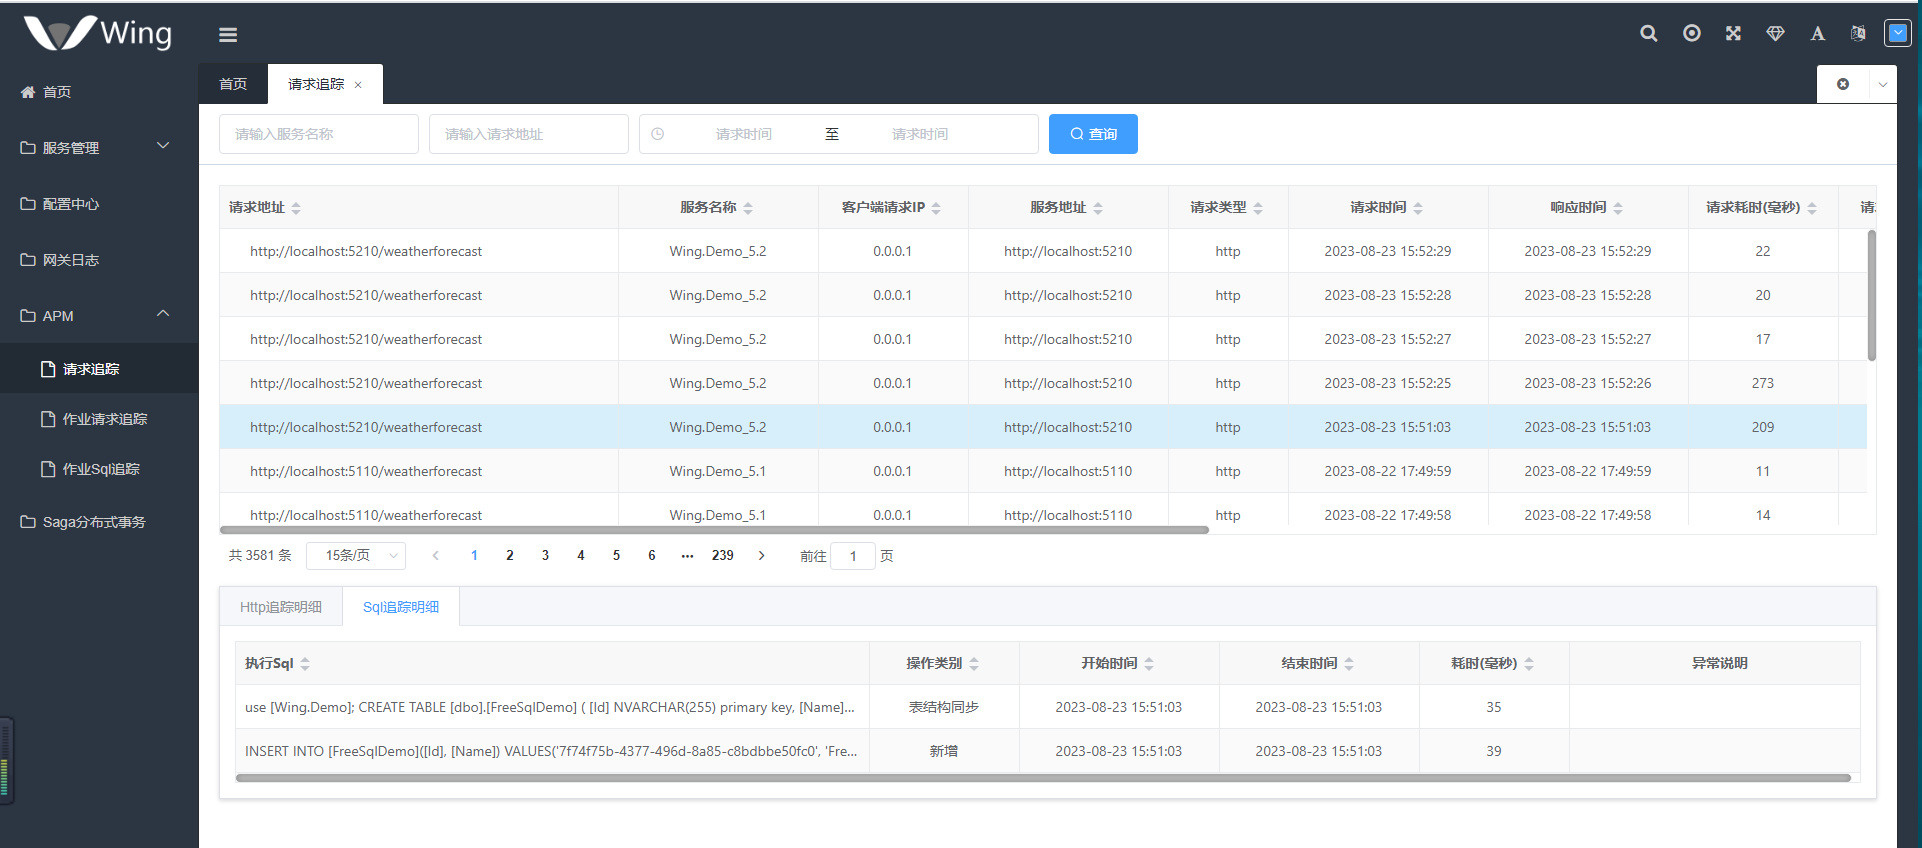 Wing
首页
服务管理
配置中心
网关日志
APM
请求追踪
作业请求追踪
作业Sql追踪
Saga分布式事务
首页 请求追踪 ×
请输入服务名称 请输入请求地址 请求时间 至 请求时间 查询
请求地址 服务名称 客户端请求IP 服务地址 请求类型 请求时间 响应时间 请求耗时(毫秒) 请
http://localhost:5210/weatherforecast Wing.Demo_5.2 0.0.0.1 http://localhost:5210 http 2023-08-23 15:52:29 2023-08-23 15:52:29 22
http://localhost:5210/weatherforecast Wing.Demo_5.2 0.0.0.1 http://localhost:5210 http 2023-08-23 15:52:28 2023-08-23 15:52:28 20
http://localhost:5210/weatherforecast Wing.Demo_5.2 0.0.0.1 http://localhost:5210 http 2023-08-23 15:52:27 2023-08-23 15:52:27 17
http://localhost:5210/weatherforecast Wing.Demo_5.2 0.0.0.1 http://localhost:5210 http 2023-08-23 15:52:25 2023-08-23 15:52:26 273
http://localhost:5210/weatherforecast Wing.Demo_5.2 0.0.0.1 http://localhost:5210 http 2023-08-23 15:51:03 2023-08-23 15:51:03 209
http://localhost:5110/weatherforecast Wing.Demo_5.1 0.0.0.1 http://localhost:5110 http 2023-08-22 17:49:59 2023-08-22 17:49:59 11
http://localhost:5110/weatherforecast Wing.Demo_5.1 0.0.0.1 http://localhost:5110 http 2023-08-22 17:49:58 2023-08-22 17:49:58 14
共 3581 条 15条/页 1 2 3 4 5 6 ••• 239 前往 1 页
Http追踪明细 Sql追踪明细
执行Sql 操作类别 开始时间 结束时间 耗时(毫秒) 异常说明
use [Wing.Demo]; CREATE TABLE [dbo].[FreeSqlDemo] ( [Id] NVARCHAR(255) primary key, [Name]... 表结构同步 2023-08-23 15:51:03 2023-08-23 15:51:03 35
INSERT INTO [FreeSqlDemo]([Id], [Name]) VALUES('7f74f75b-4377-496d-8a85-c8bdbbe50fc0', 'Fre... 新增 2023-08-23 15:51:03 2023-08-23 15:51:03 39